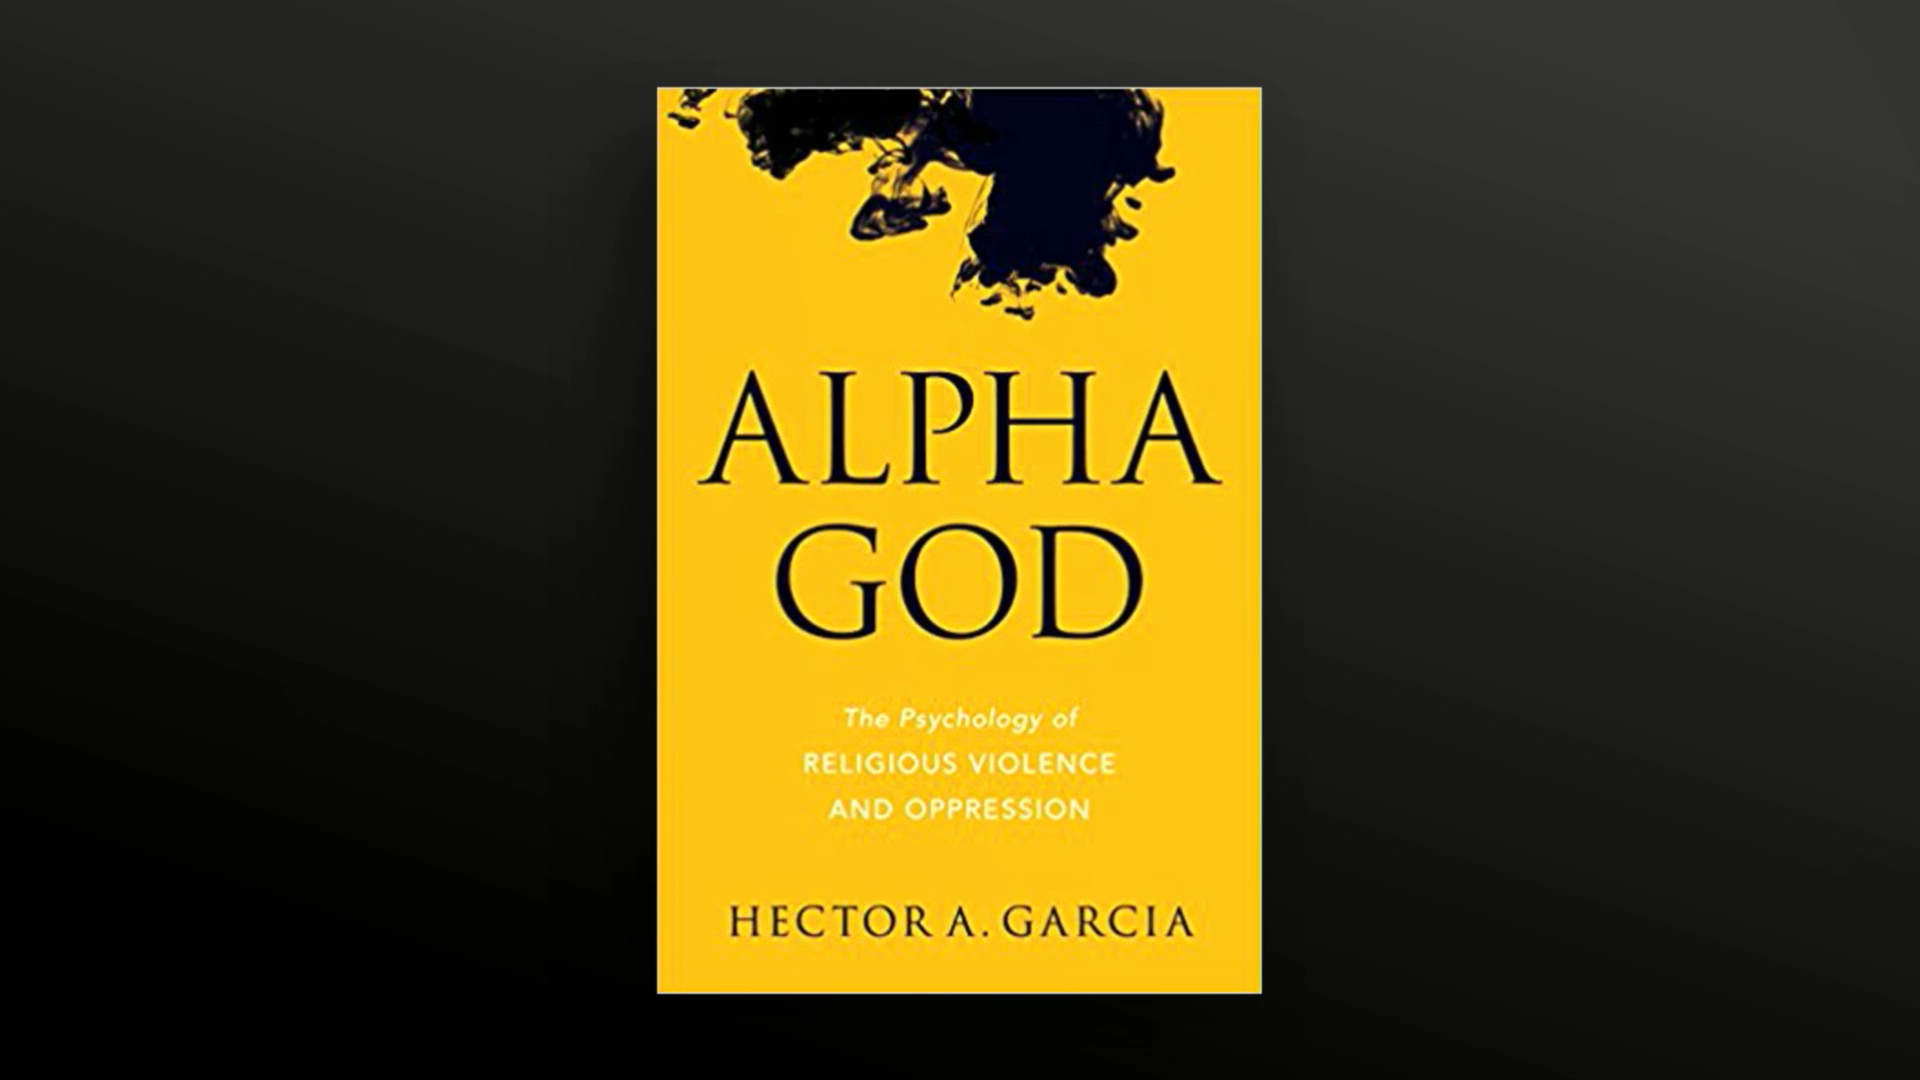 ALPHA
GOD
The Psychology of
RELIGIOUS VIOLENCE
AND OPPRESSION
HECTOR A. GARCIA